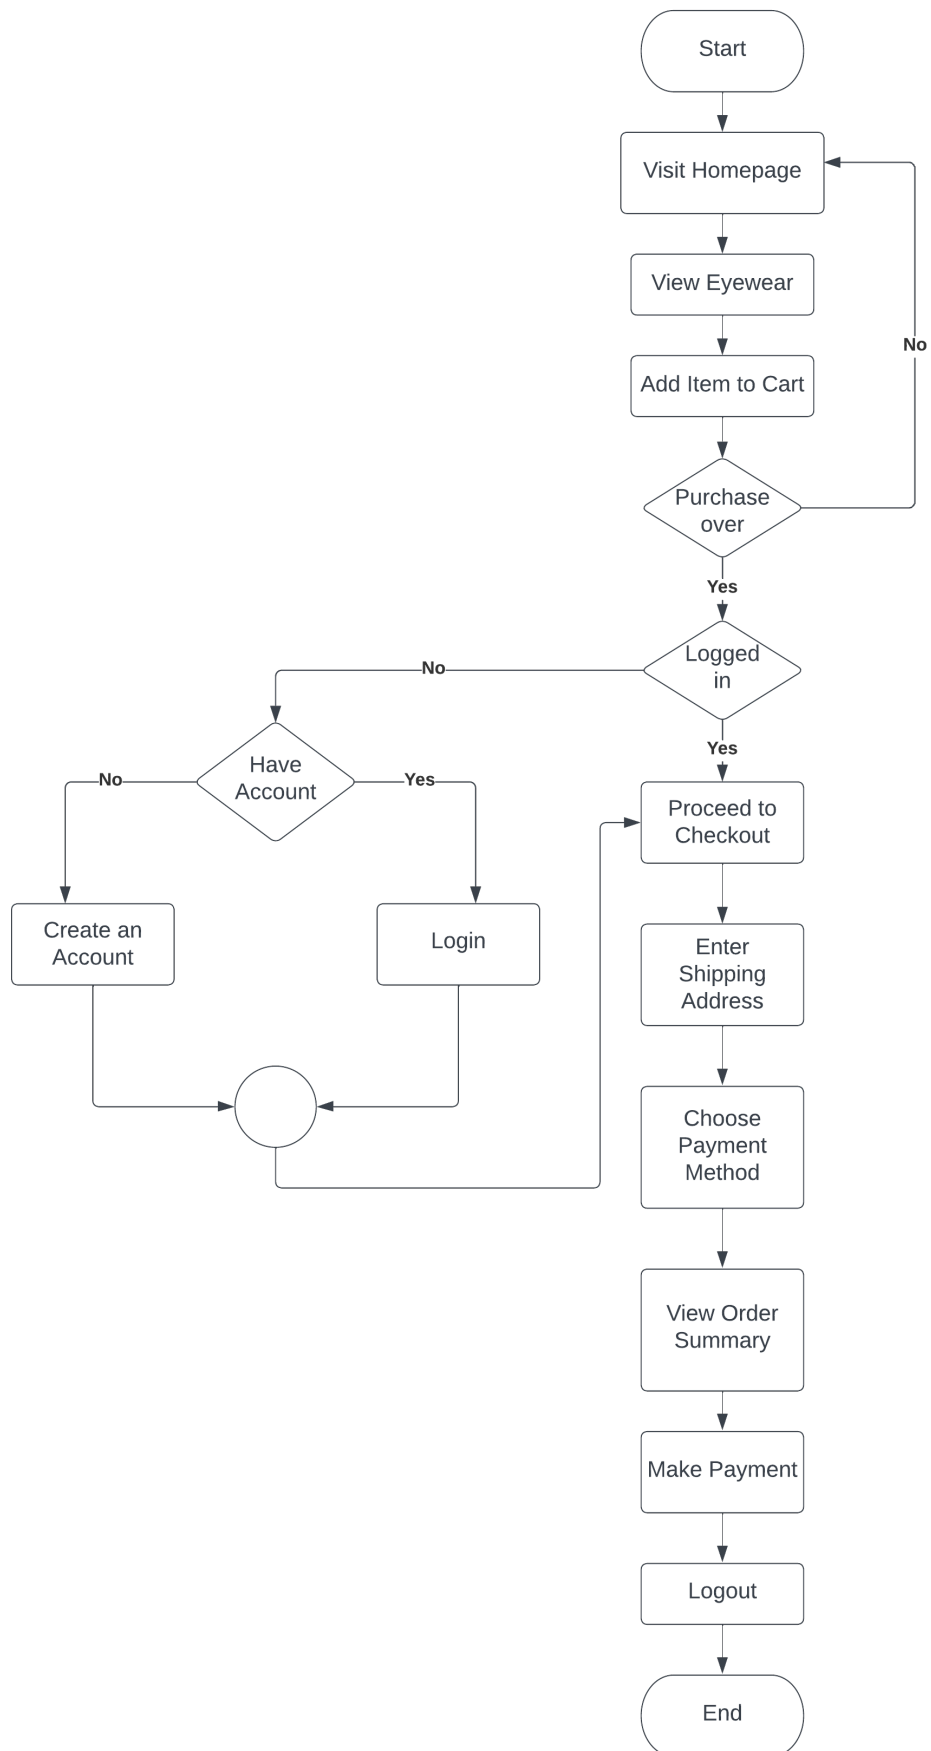 Start
Visit Homepage
View Eyewear
No
Add Item to Cart
Purchase
over
Yes
Logged
in
No
Yes
Have
Account
No
Yes
Proceed to
Checkout
Create an
Account
Login
Enter
Shipping
Address
Choose
Payment
Method
View Order
Summary
Make Payment
Logout
End